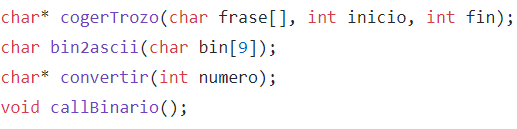 char* cogerTrozo(char frase[], int inicio, int fin);
char bin2ascii(char bin[9]);
char* convertir(int numero);
void callBinario();